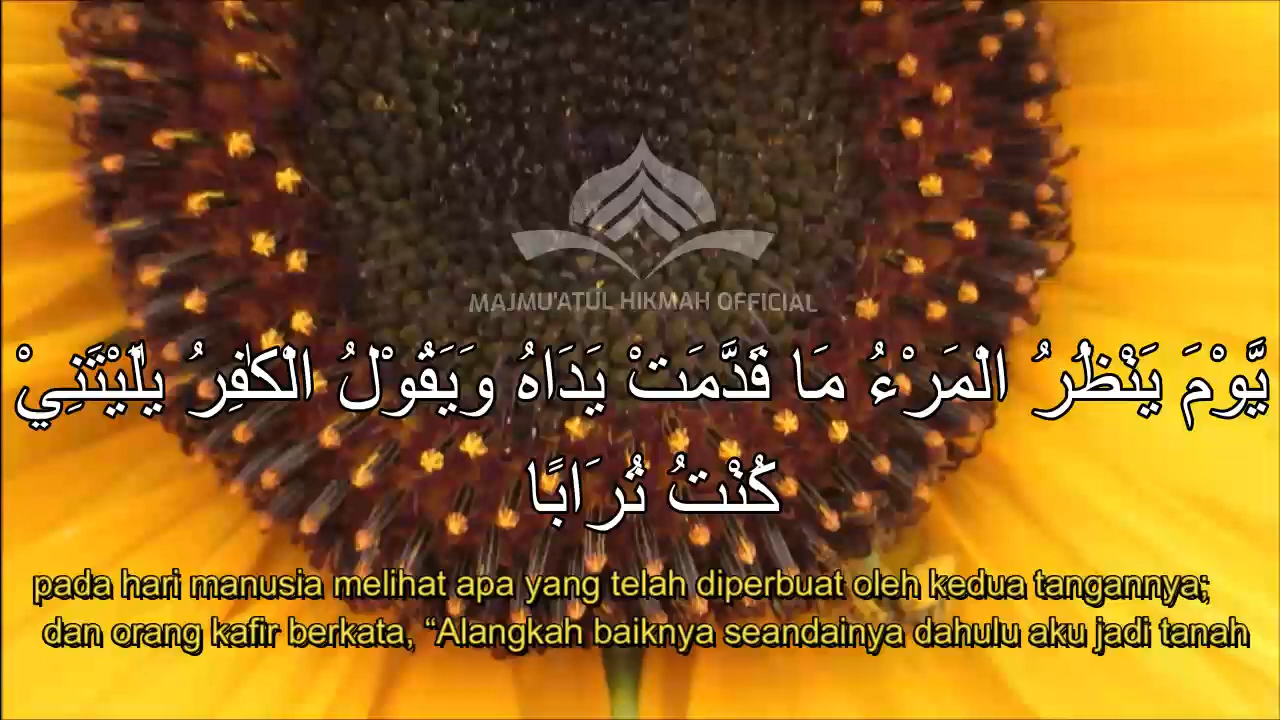 MAJMU'ATUL HIKMAH OFFICIAL
يَّوْمَ يَنْظُرُ الْمَرْءُ مَا قَدَّمَتْ يَدَاهُ وَيَقُوْلُ الْكٰفِرُ يٰلَيْتَنِيْ
كُنْتُ تُرَابًا
pada hari manusia melihat apa yang telah diperbuat oleh kedua tangannya;
dan orang kafir berkata, “Alangkah baiknya seandainya dahulu aku jadi tanah